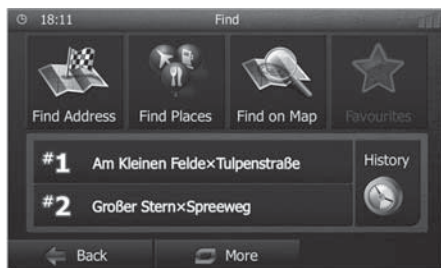 18:11 Find
Find Address Find Places Find on Map Favourites
#1 Am Kleinen Felde×Tulpenstraße History
#2 Großer Stern×Spreeweg
Back More